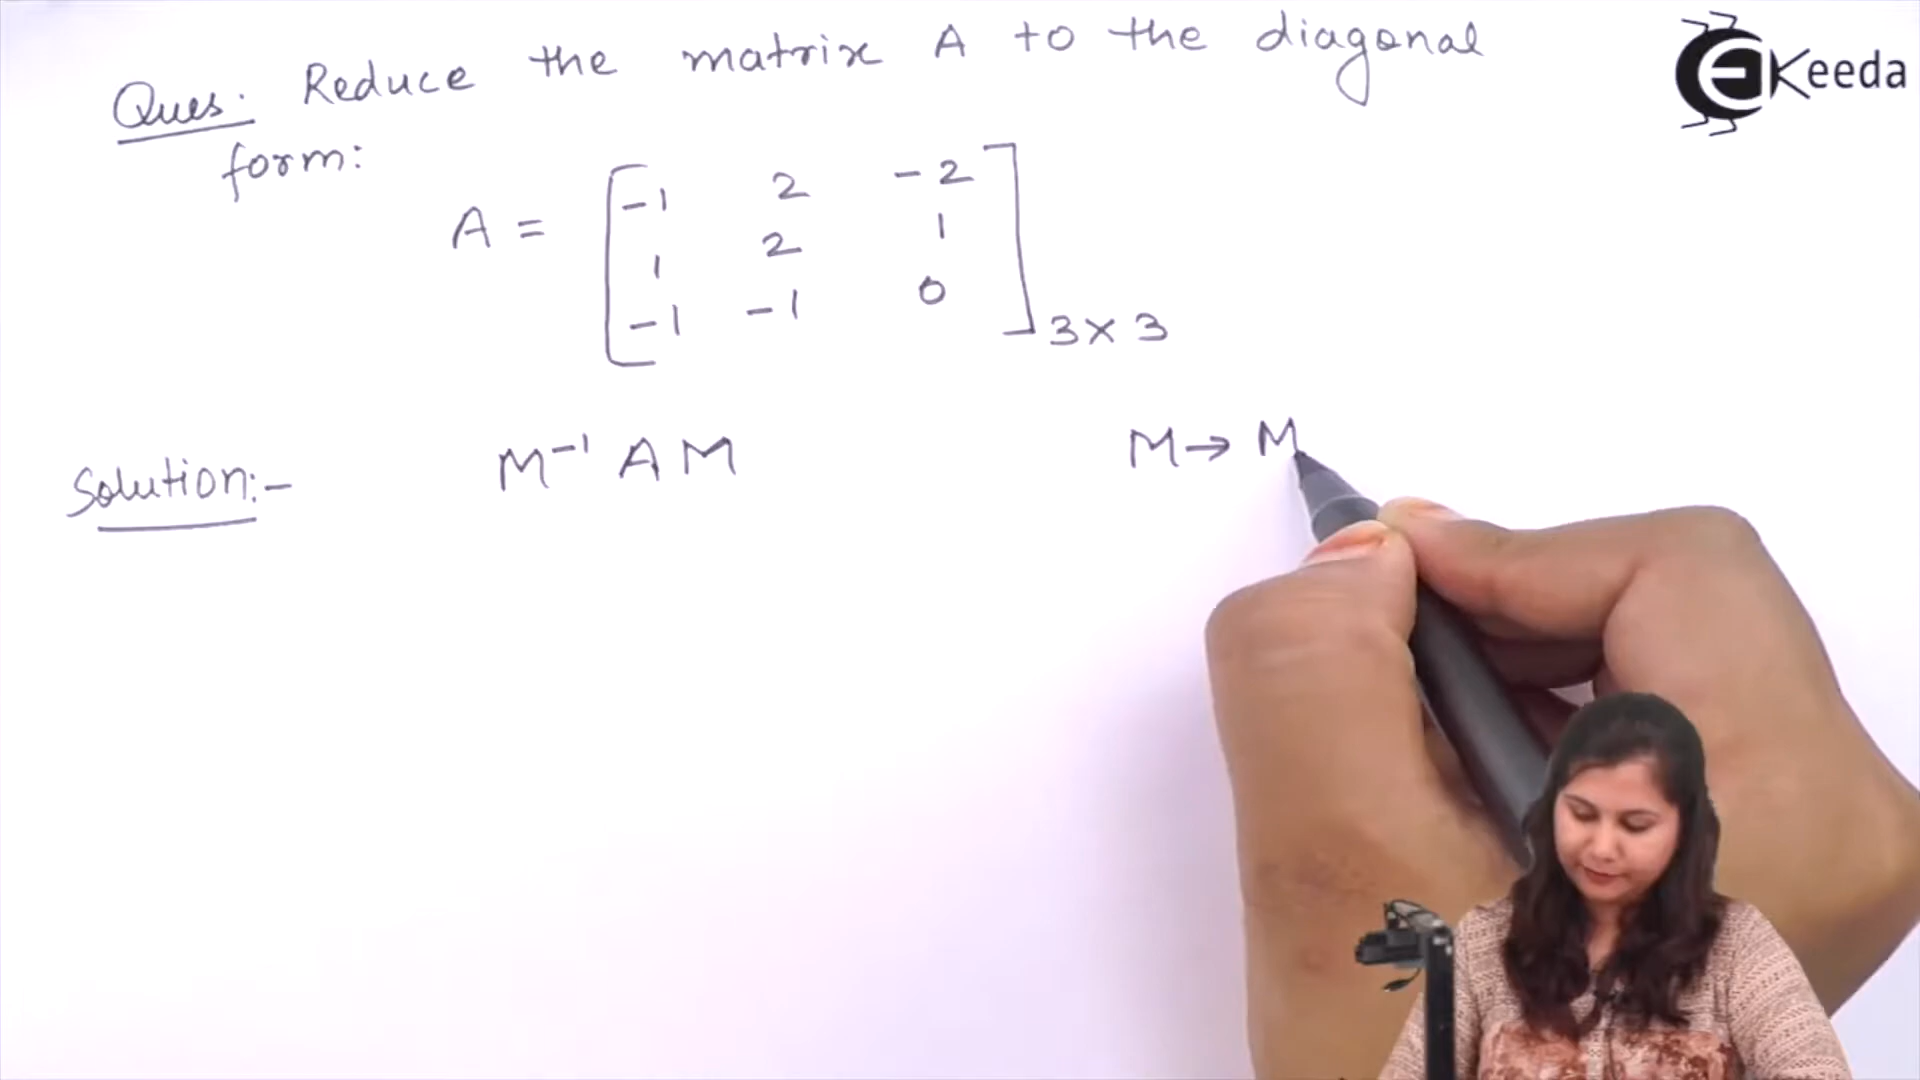 Ques. Reduce the matrix A to the diagonal
form:
A = [ -1 2 -2
1 2 1
-1 -1 0 ] 3×3
Solution:- M⁻¹ A M M → M
EKeeda